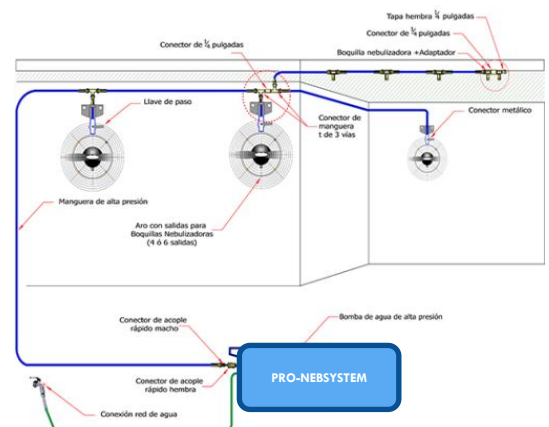 Tapa hembra ¼ pulgadas
Conector de ¼ pulgadas
Boquilla nebulizadora +Adaptador
Conector de ¼ pulgadas
Llave de paso
Conector de
manguera
t de 3 vías
Conector metálico
Manguera de alta presión
Aro con salidas para
Boquillas Nebulizadoras
(4 ó 6 salidas)
Conector de acople
rápido macho
Bomba de agua de alta presión
PRO-NEBSYSTEM
Conector de acople
rápido hembra
Conexión red de agua